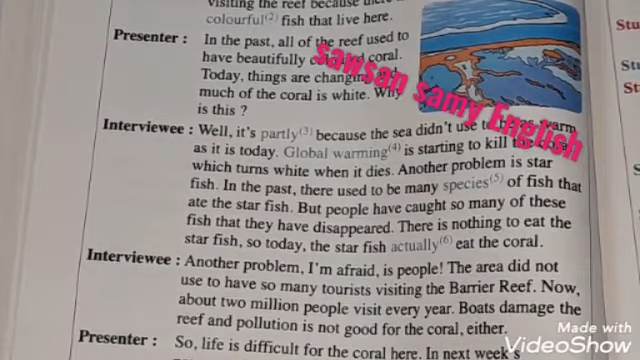 visiting the reef because there
colourful(2) fish that live here.
Presenter : In the past, all of the reef used to
have beautifully coral.
Today, things are changing
much of the coral is white. Why
is this ?
Interviewee : Well, it's partly(3) because the sea didn't use to warm
as it is today. Global warming(4) is starting to kill the
which turns white when it dies. Another problem is star
fish. In the past, there used to be many species(5) of fish that
ate the star fish. But people have caught so many of these
fish that they have disappeared. There is nothing to eat the
star fish, so today, the star fish actually(6) eat the coral.
Interviewee : Another problem, I'm afraid, is people! The area did not
use to have so many tourists visiting the Barrier Reef. Now,
about two million people visit every year. Boats damage the
reef and pollution is not good for the coral, either.
Presenter : So, life is difficult for the coral here. In next week's
sawsan samy English
Stu
Stu
St
Made with
VideoShow